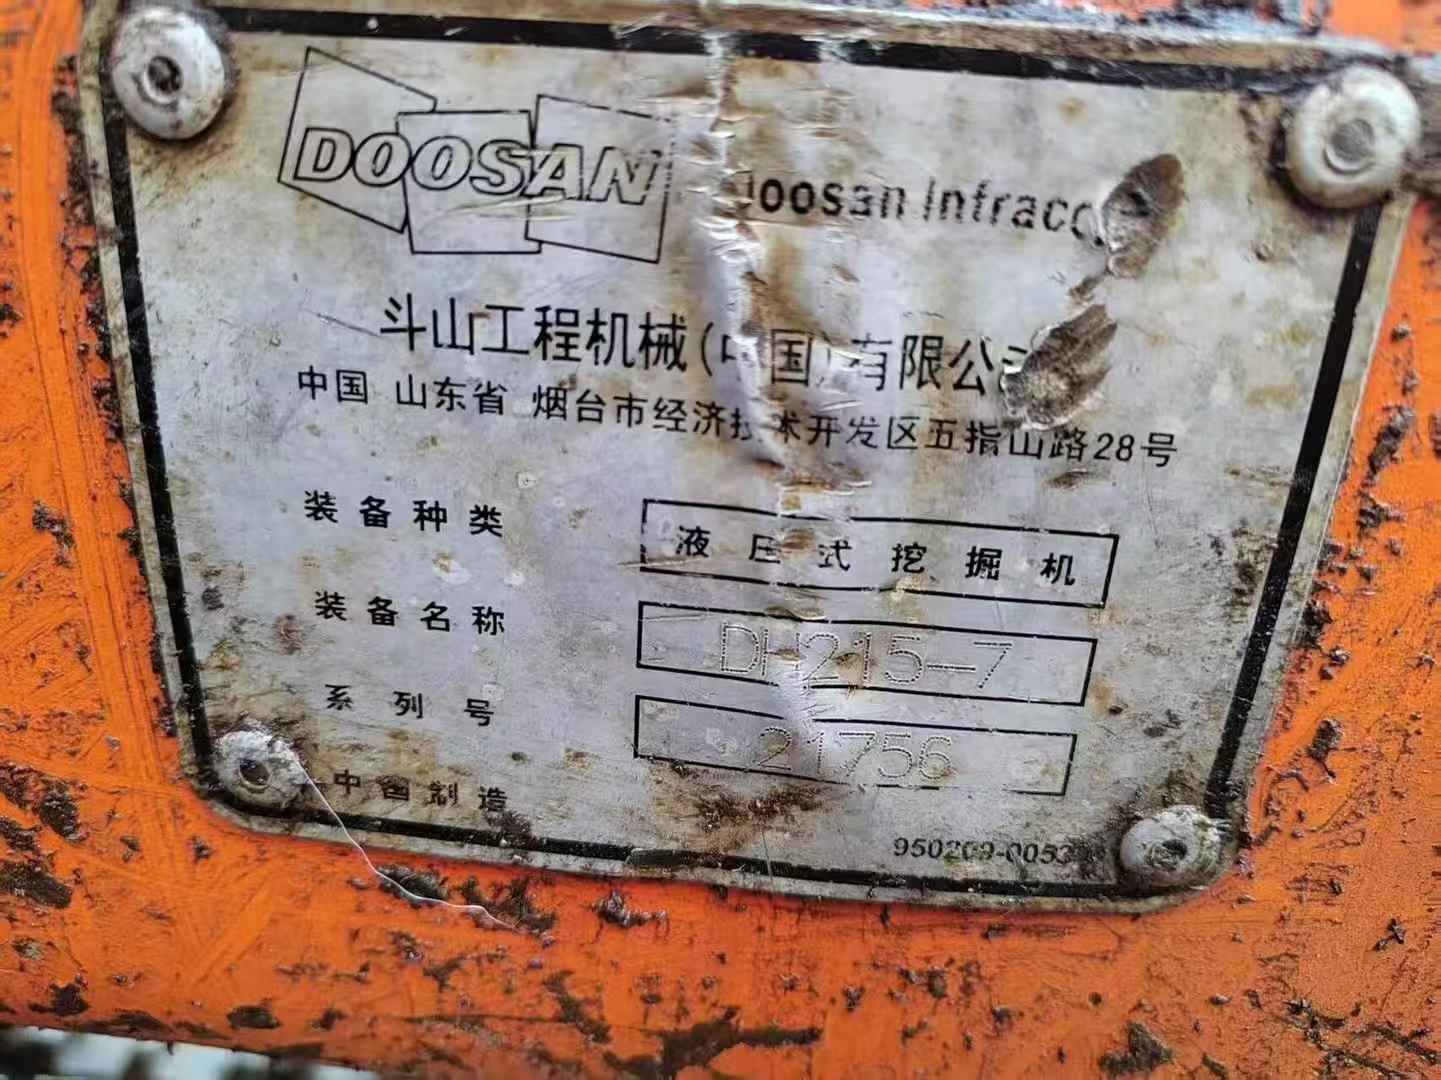 DOOSAN Doosan Infracore
斗山工程机械(中国)有限公司
中国 山东省 烟台市经济技术开发区五指山路28号
装备种类 液压式挖掘机
装备名称 DH215-7
系列号 21756
中国制造
950209-0053